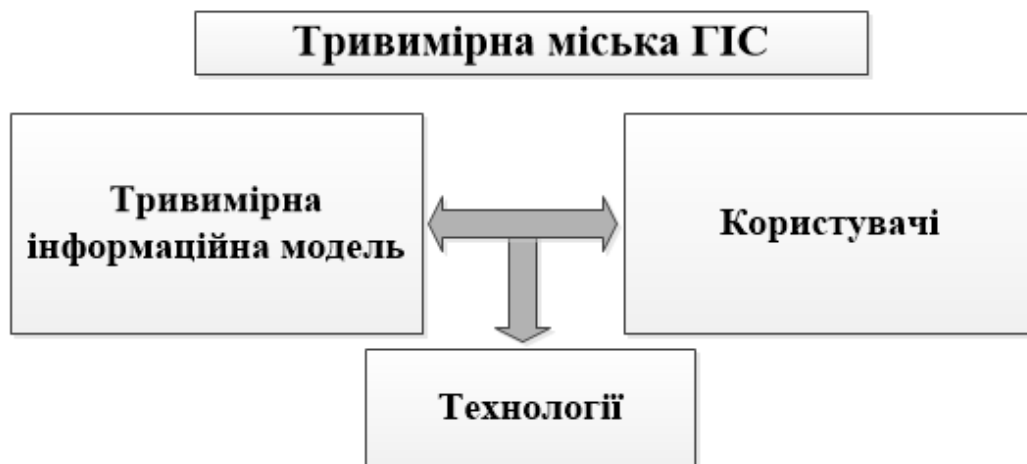 Тривимірна міська ГІС
Тривимірна
інформаційна модель
Користувачі
Технології